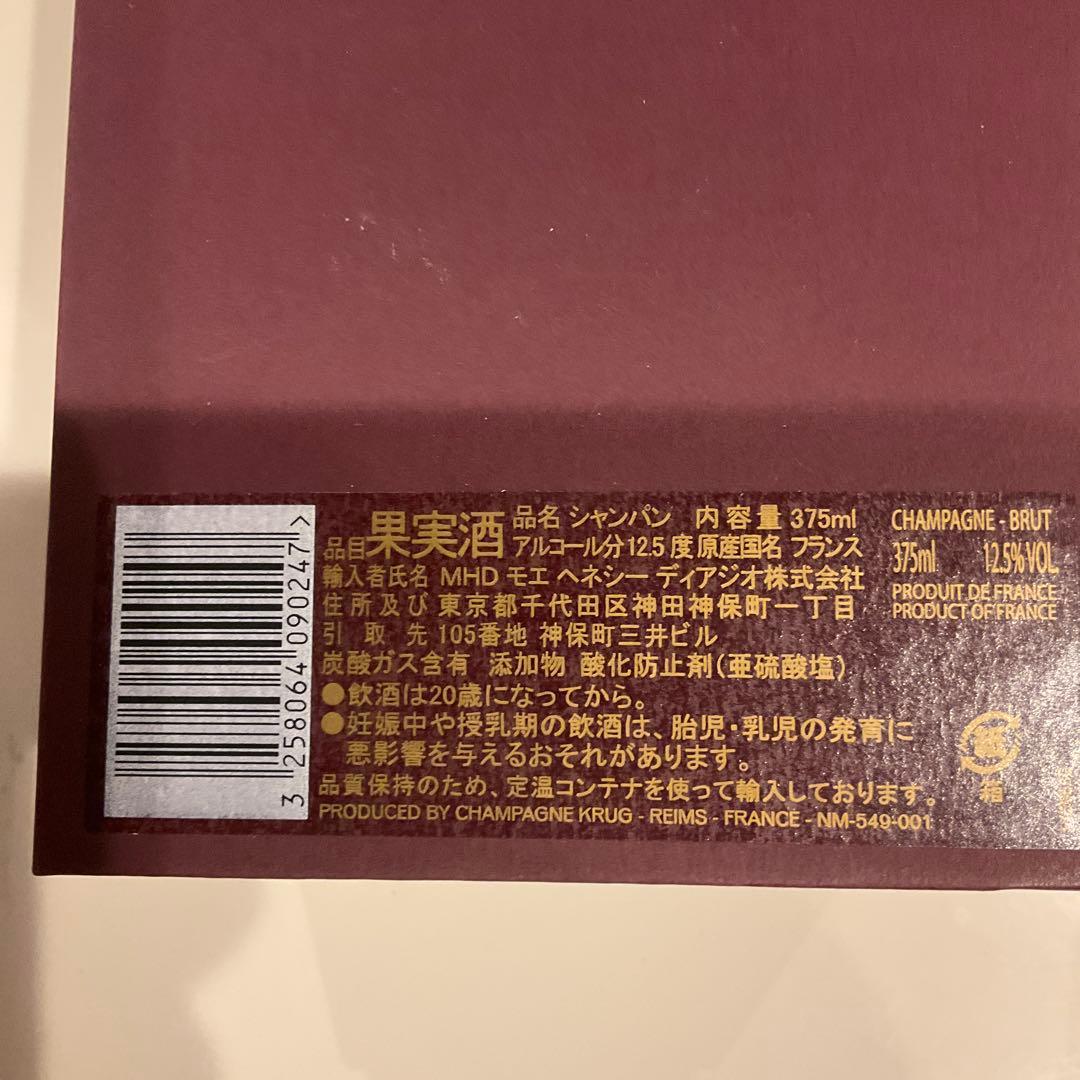 品目 果実酒 品名 シャンパン 内容量 375ml
アルコール分12.5度 原産国名 フランス
輸入者氏名 MHD モエ ヘネシー ディアジオ株式会社
住所及び 東京都千代田区神田神保町一丁目
引取先 105番地 神保町三井ビル
炭酸ガス含有 添加物 酸化防止剤(亜硫酸塩)
●飲酒は20歳になってから。
●妊娠中や授乳期の飲酒は、胎児・乳児の発育に
悪影響を与えるおそれがあります。
品質保持のため、定温コンテナを使って輸入しております。
PRODUCED BY CHAMPAGNE KRUG - REIMS - FRANCE - NM-549-001
CHAMPAGNE - BRUT
375ml 12.5% VOL.
PRODUIT DE FRANCE
PRODUCT OF FRANCE
紙
箱
3 258064 090247 >